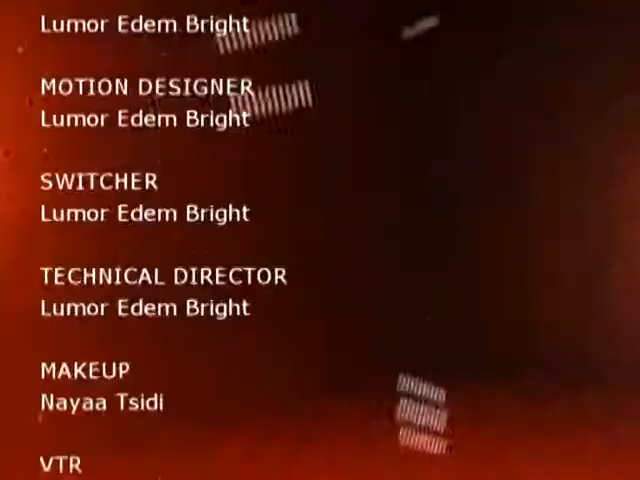 Lumor Edem Bright
MOTION DESIGNER
Lumor Edem Bright
SWITCHER
Lumor Edem Bright
TECHNICAL DIRECTOR
Lumor Edem Bright
MAKEUP
Nayaa Tsidi
VTR